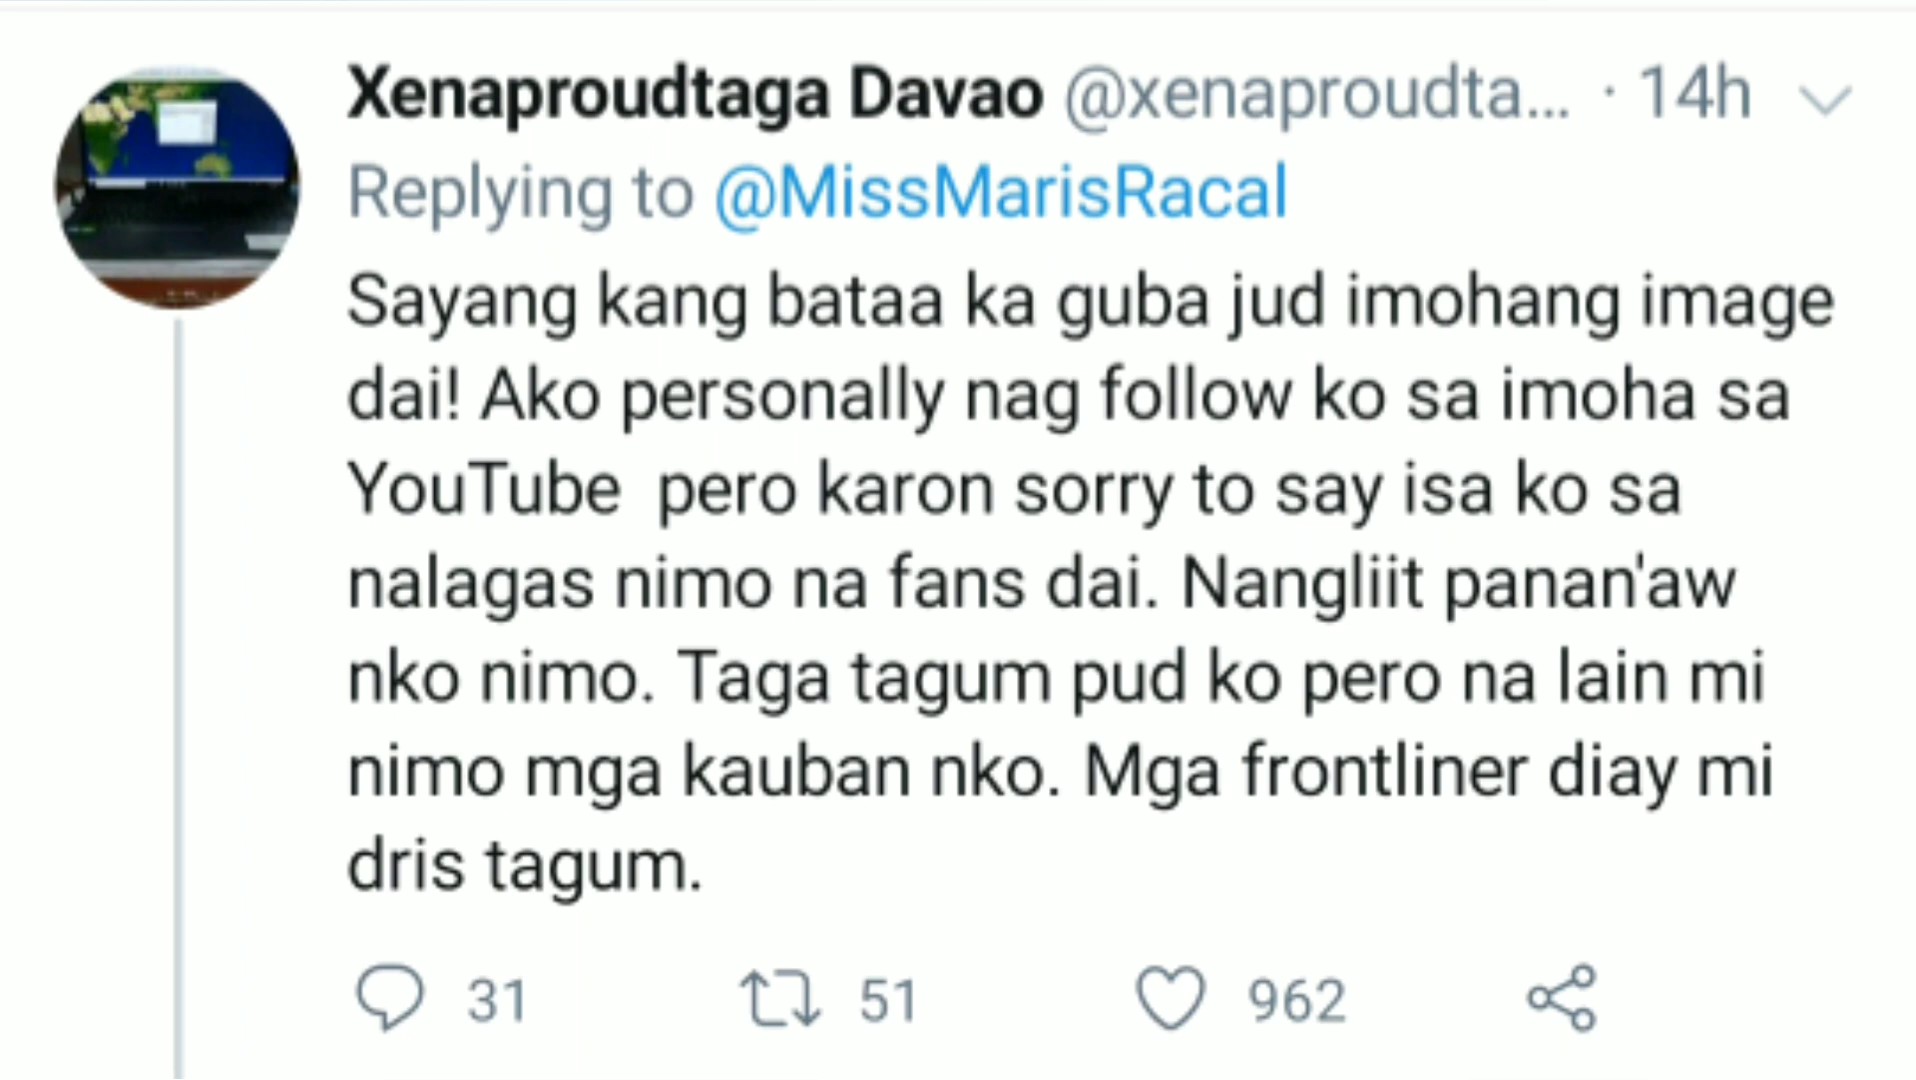 Xenaproudtaga Davao @xenaproudta... · 14h
Replying to @MissMarisRacal
Sayang kang bataa ka guba jud imohang image
dai! Ako personally nag follow ko sa imoha sa
YouTube  pero karon sorry to say isa ko sa
nalagas nimo na fans dai. Nangliit panan'aw
nko nimo. Taga tagum pud ko pero na lain mi
nimo mga kauban nko. Mga frontliner diay mi
dris tagum.
31 51 962